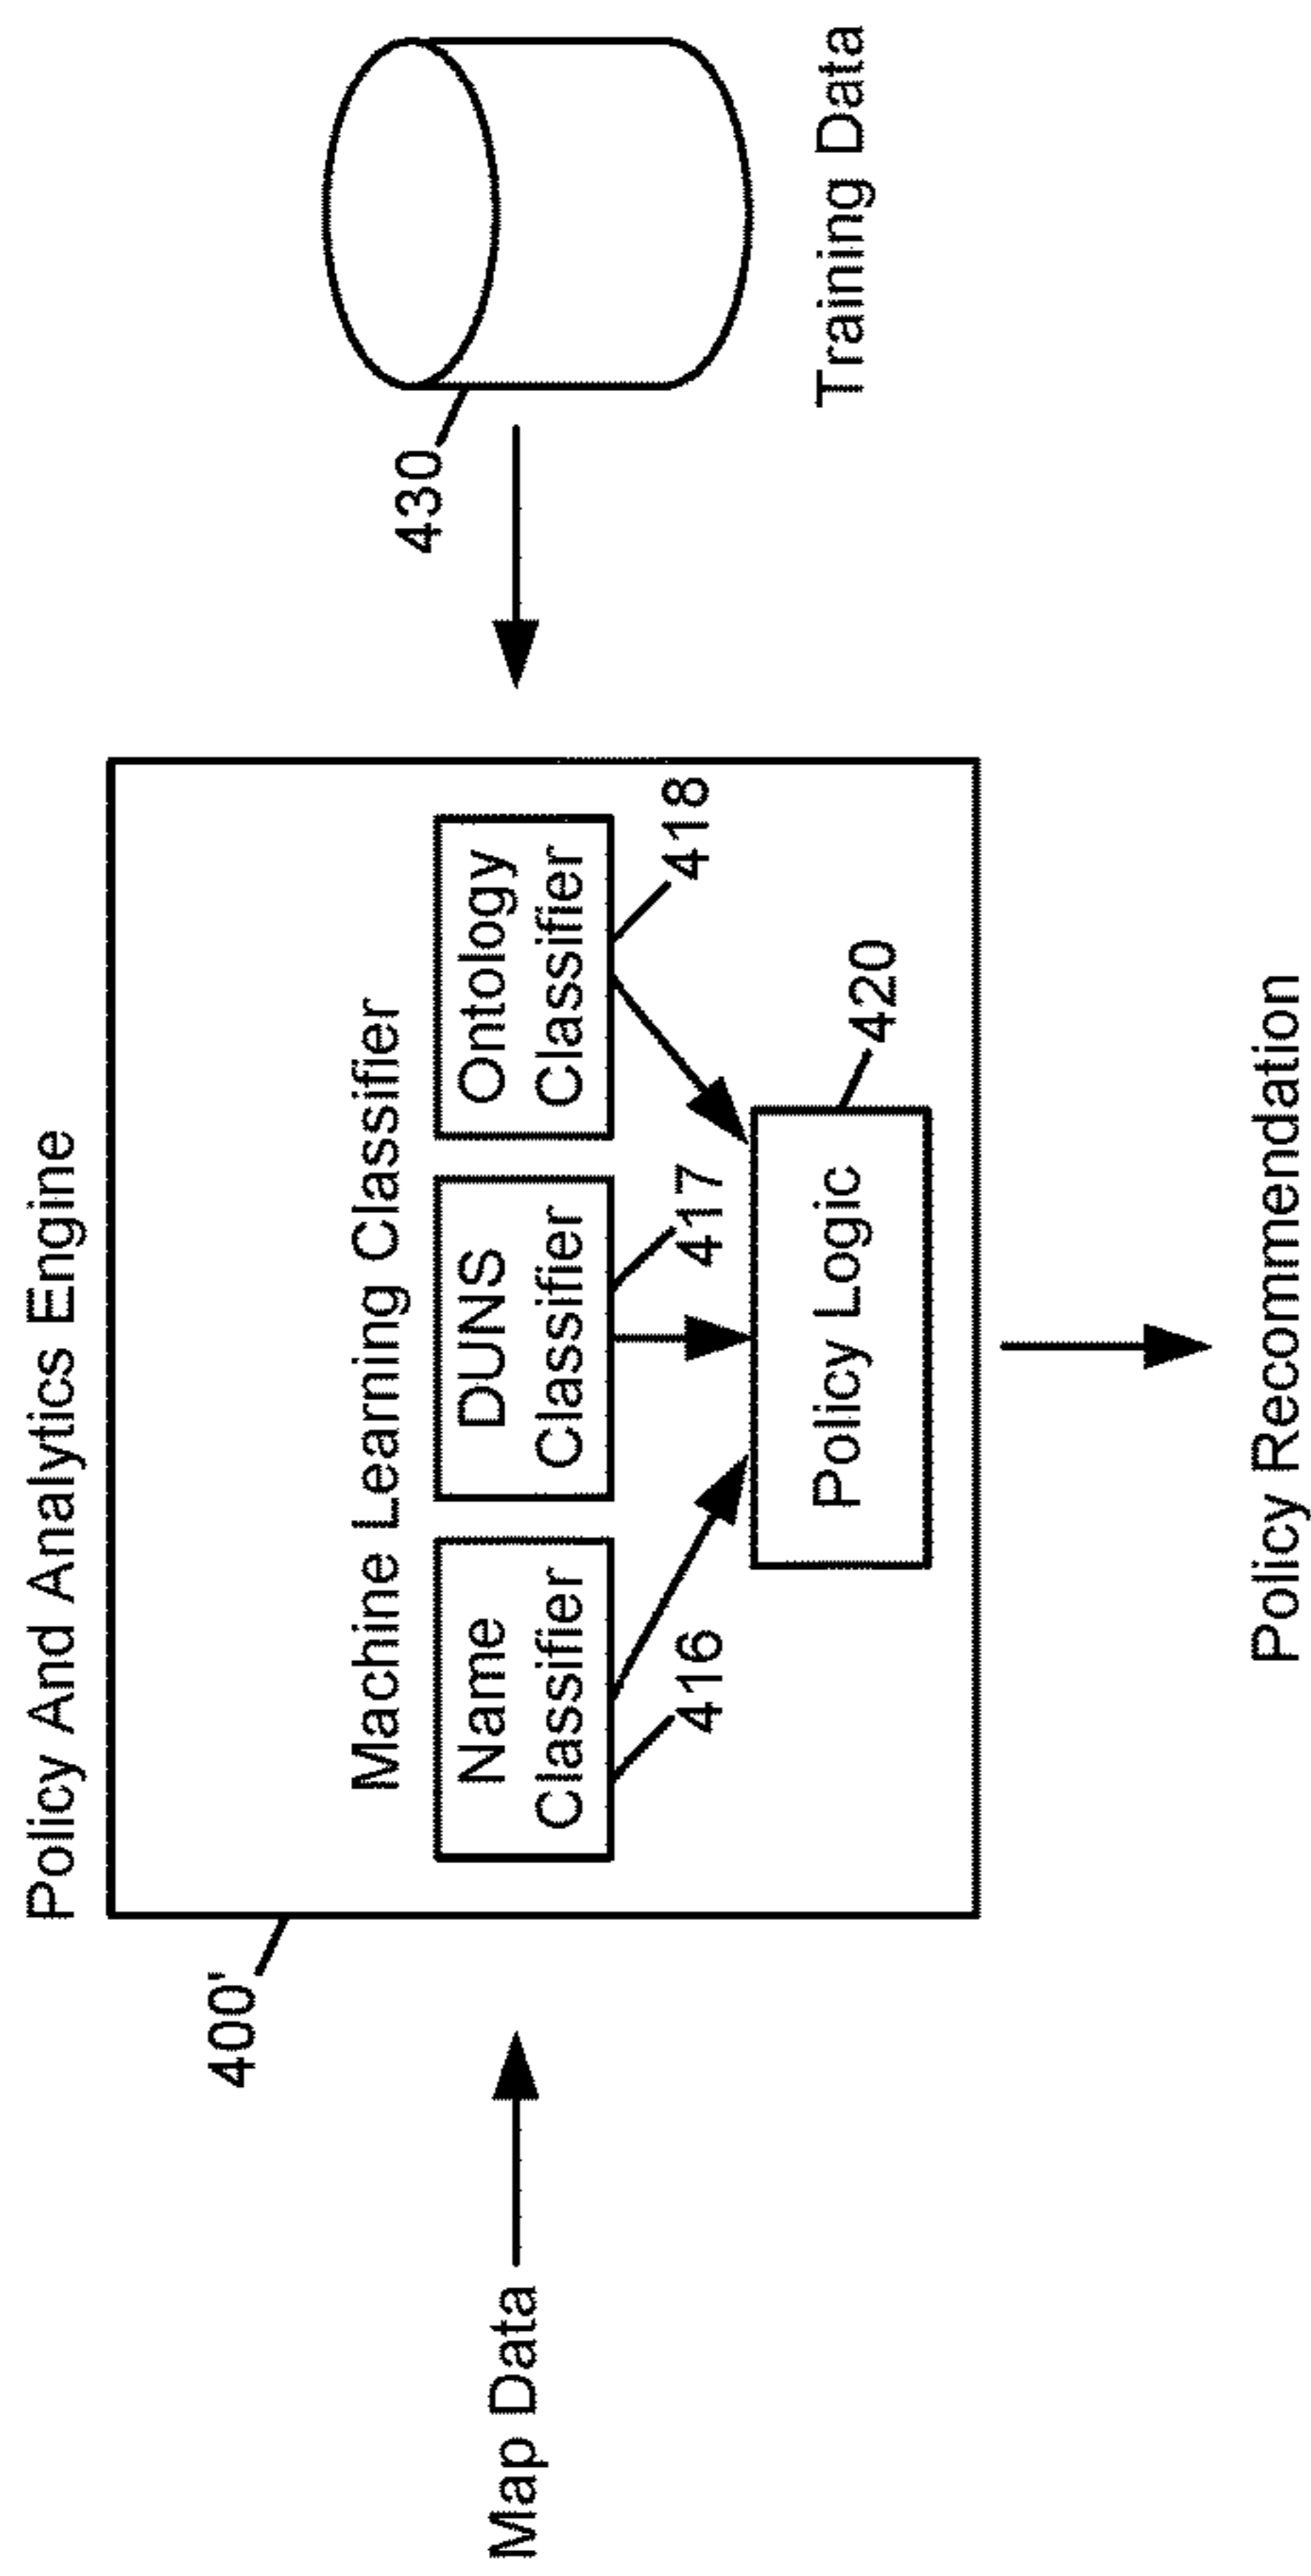 Policy And Analytics Engine
400'
Machine Learning Classifier
Name
Classifier
416
DUNS
Classifier
417
Ontology
Classifier
418
Policy Logic
420
Map Data
430
Training Data
Policy Recommendation